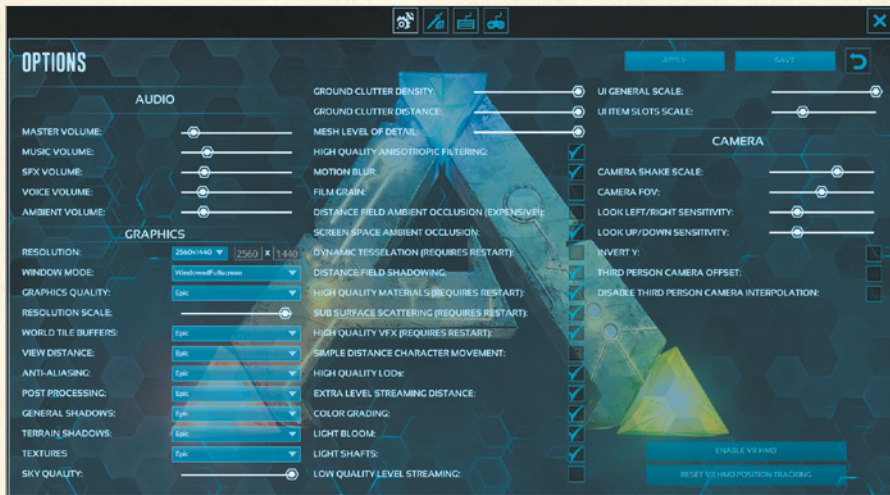 OPTIONS
APPLY
SAVE
AUDIO
MASTER VOLUME:
MUSIC VOLUME:
SFX VOLUME:
VOICE VOLUME:
AMBIENT VOLUME:
GRAPHICS
RESOLUTION: 2560x1440 2560 x 1440
WINDOW MODE: WindowedFullscreen
GRAPHICS QUALITY: Epic
RESOLUTION SCALE:
WORLD TILE BUFFERS: Epic
VIEW DISTANCE: Epic
ANTI-ALIASING: Epic
POST PROCESSING: Epic
GENERAL SHADOWS: Epic
TERRAIN SHADOWS: Epic
TEXTURES Epic
SKY QUALITY:
GROUND CLUTTER DENSITY:
GROUND CLUTTER DISTANCE:
MESH LEVEL OF DETAIL:
HIGH QUALITY ANISOTROPIC FILTERING:
MOTION BLUR:
FILM GRAIN:
DISTANCE FIELD AMBIENT OCCLUSION (EXPENSIVE!):
SCREEN SPACE AMBIENT OCCLUSION:
DYNAMIC TESSELATION (REQUIRES RESTART):
DISTANCE FIELD SHADOWING:
HIGH QUALITY MATERIALS (REQUIRES RESTART):
SUB SURFACE SCATTERING (REQUIRES RESTART):
HIGH QUALITY VFX (REQUIRES RESTART):
SIMPLE DISTANCE CHARACTER MOVEMENT:
HIGH QUALITY LODs:
EXTRA LEVEL STREAMING DISTANCE:
COLOR GRADING:
LIGHT BLOOM:
LIGHT SHAFTS:
LOW QUALITY LEVEL STREAMING:
UI GENERAL SCALE:
UI ITEM SLOTS SCALE:
CAMERA
CAMERA SHAKE SCALE:
CAMERA FOV:
LOOK LEFT/RIGHT SENSITIVITY:
LOOK UP/DOWN SENSITIVITY:
INVERT Y:
THIRD PERSON CAMERA OFFSET:
DISABLE THIRD PERSON CAMERA INTERPOLATION:
ENABLE VR HMD
RESET VR HMD POSITION TRACKING